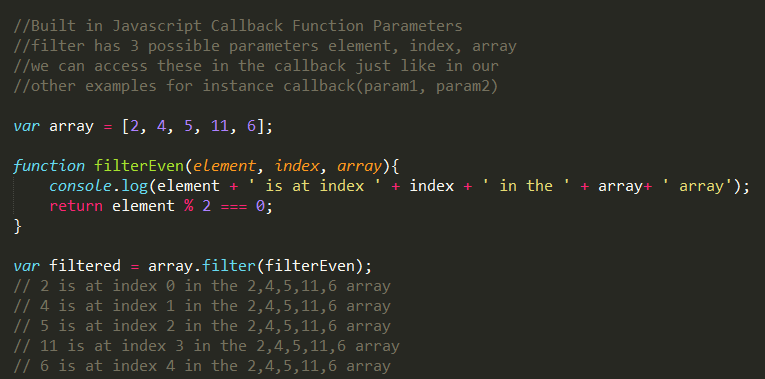 //Built in Javascript Callback Function Parameters
//filter has 3 possible parameters element, index, array
//we can access these in the callback just like in our
//other examples for instance callback(param1, param2)
var array = [2, 4, 5, 11, 6];
function filterEven(element, index, array){
    console.log(element + ' is at index ' + index + ' in the ' + array+ ' array');
    return element % 2 === 0;
}
var filtered = array.filter(filterEven);
// 2 is at index 0 in the 2,4,5,11,6 array
// 4 is at index 1 in the 2,4,5,11,6 array
// 5 is at index 2 in the 2,4,5,11,6 array
// 11 is at index 3 in the 2,4,5,11,6 array
// 6 is at index 4 in the 2,4,5,11,6 array